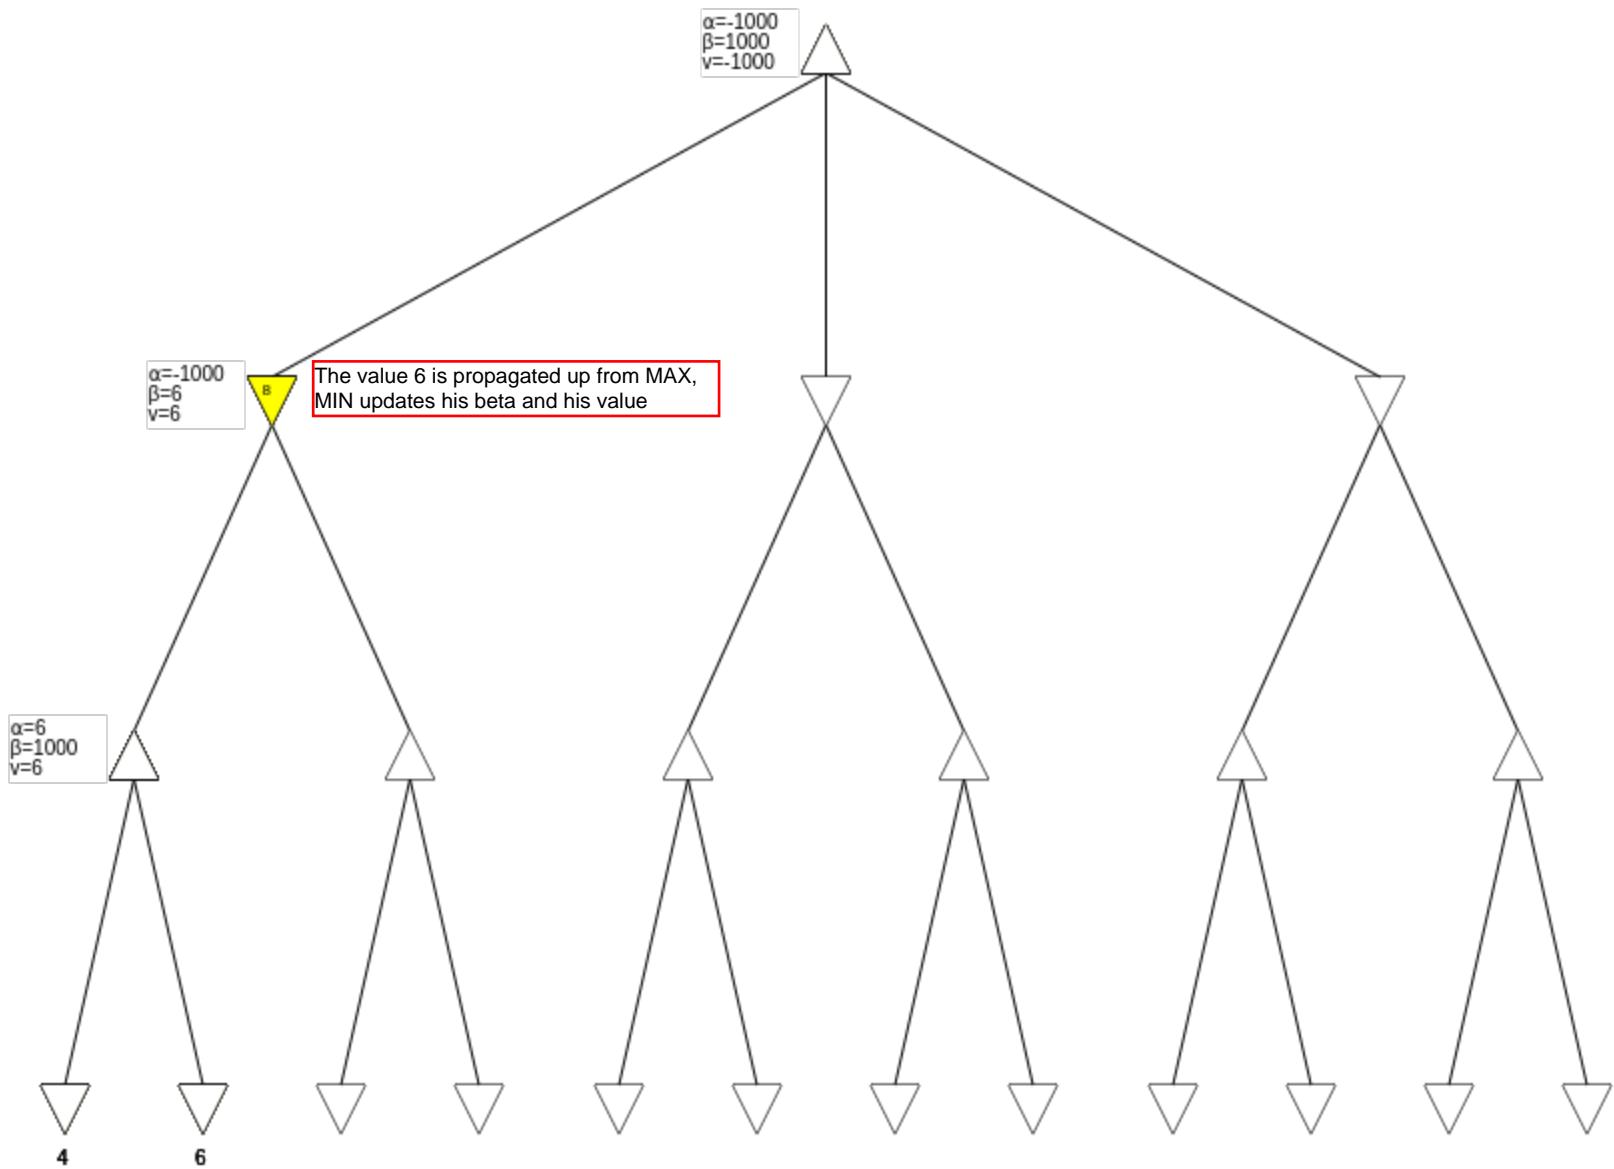 α=-1000
β=1000
v=-1000
α=-1000
β=6
v=6
8
The value 6 is propagated up from MAX,
MIN updates his beta and his value
α=6
β=1000
v=6
4
6